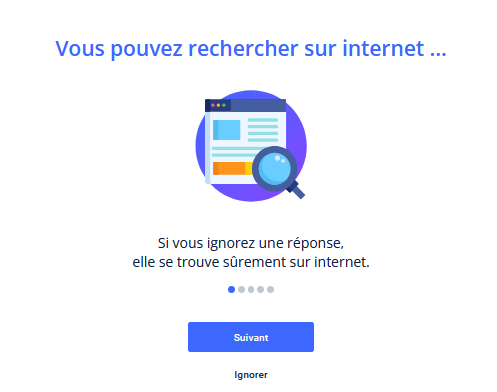 Vous pouvez rechercher sur internet ...
Si vous ignorez une réponse,
elle se trouve sûrement sur internet.
Suivant
Ignorer